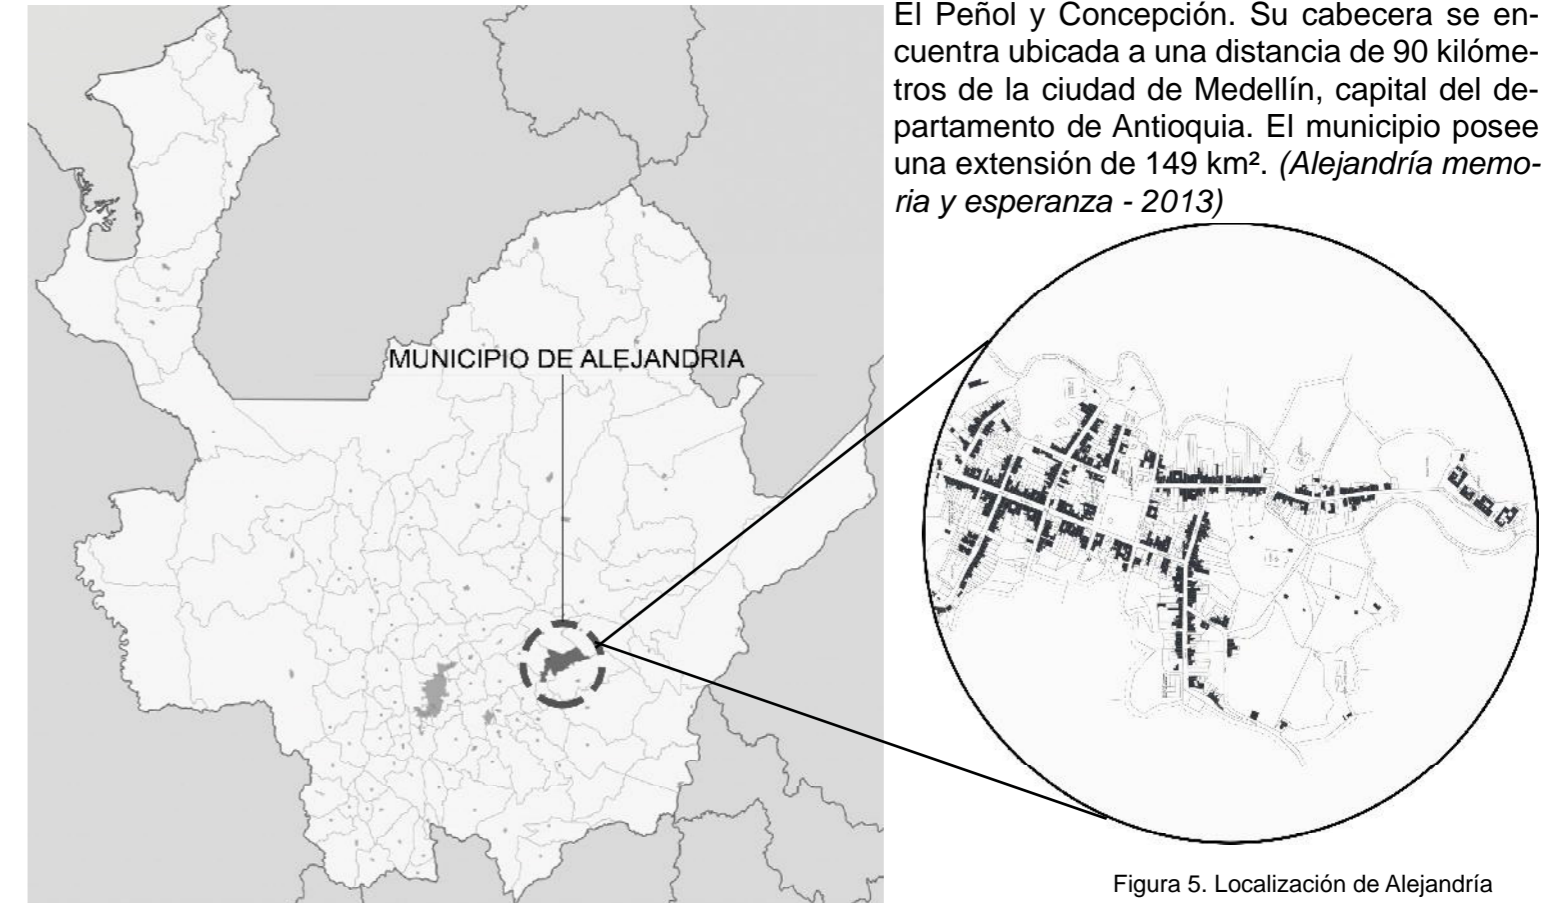 El Peñol y Concepción. Su cabecera se en-
cuentra ubicada a una distancia de 90 kilóme-
tros de la ciudad de Medellín, capital del de-
partamento de Antioquia. El municipio posee
una extensión de 149 km². (Alejandría memo-
ria y esperanza - 2013)
MUNICIPIO DE ALEJANDRIA
Figura 5. Localización de Alejandría